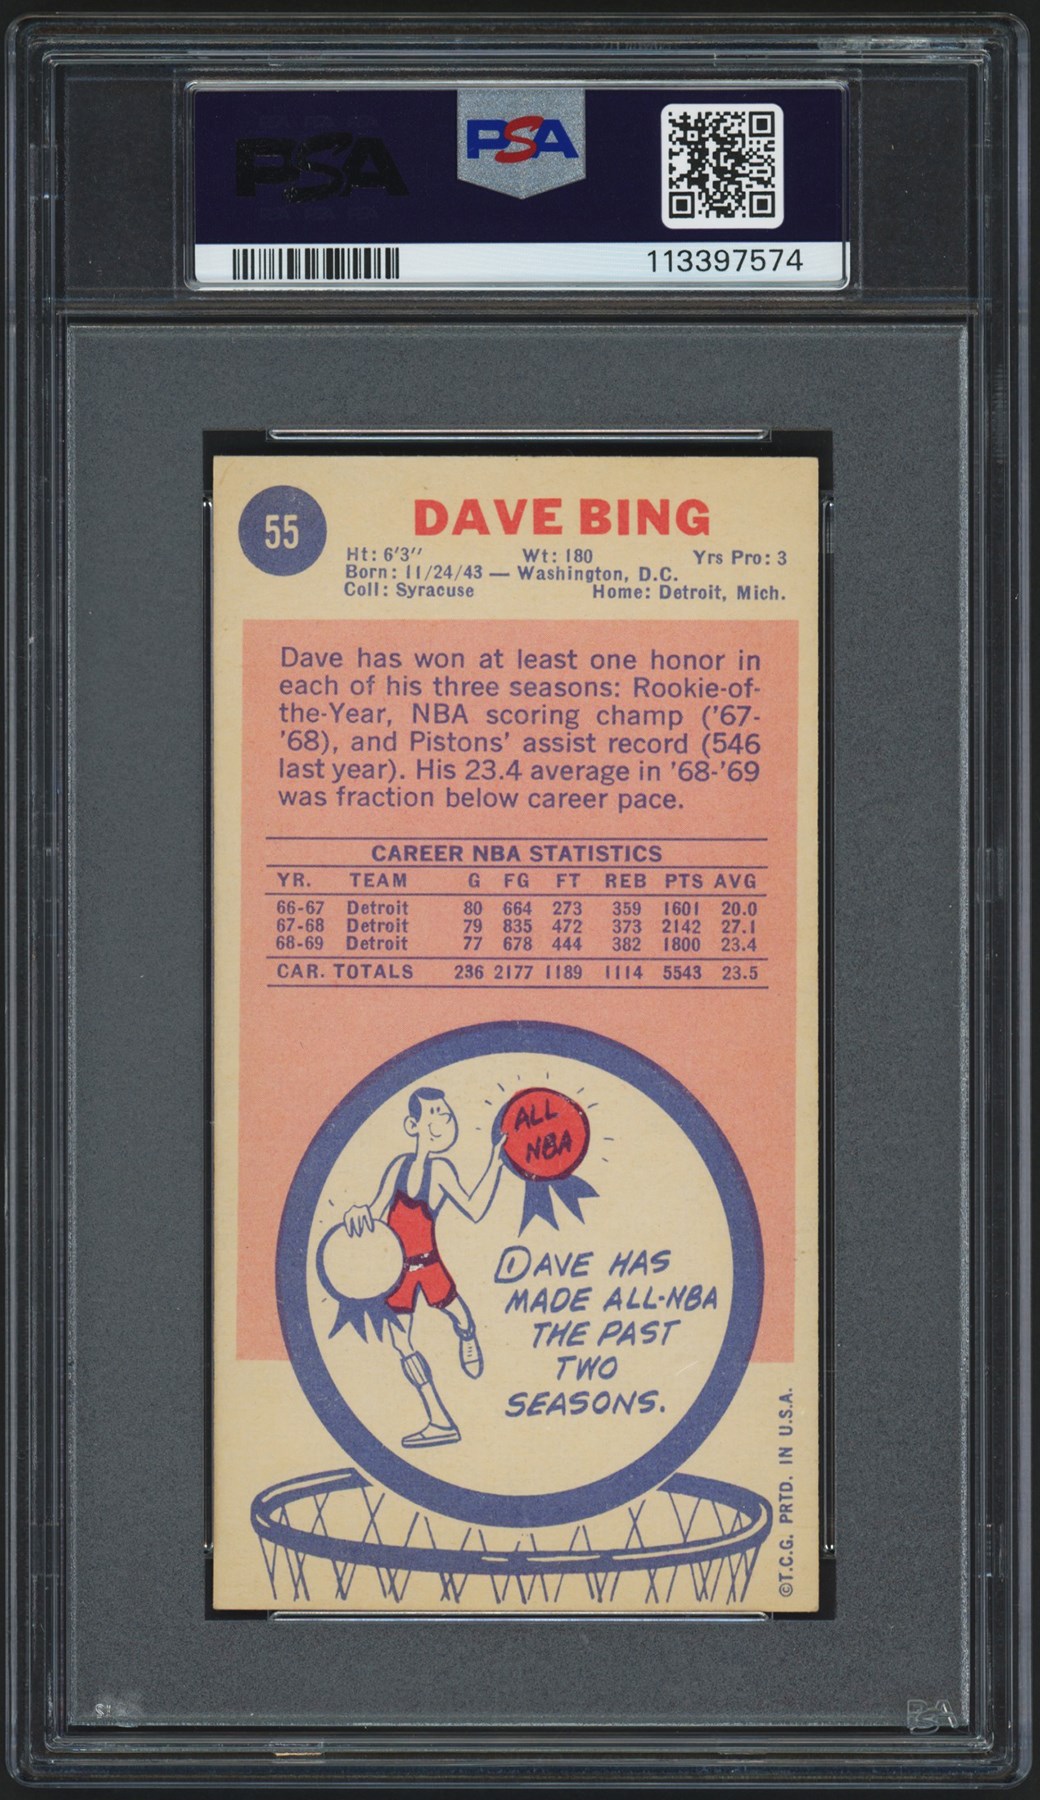 PSA
PSA
113397574
55
DAVE BING
Ht: 6'3" Wt: 180 Yrs Pro: 3
Born: 11/24/43 — Washington, D.C.
Coll: Syracuse Home: Detroit, Mich.
Dave has won at least one honor in
each of his three seasons: Rookie-of-
the-Year, NBA scoring champ ('67-
'68), and Pistons' assist record (546
last year). His 23.4 average in '68-'69
was fraction below career pace.
CAREER NBA STATISTICS
YR. TEAM G FG FT REB PTS AVG
66-67 Detroit 80 664 273 359 1601 20.0
67-68 Detroit 79 835 472 373 2142 27.1
68-69 Detroit 77 678 444 382 1800 23.4
CAR. TOTALS 236 2177 1189 1114 5543 23.5
ALL
NBA
DAVE HAS
MADE ALL-NBA
THE PAST
TWO
SEASONS.
©T.C.G. PRTD. IN U.S.A.
PSA